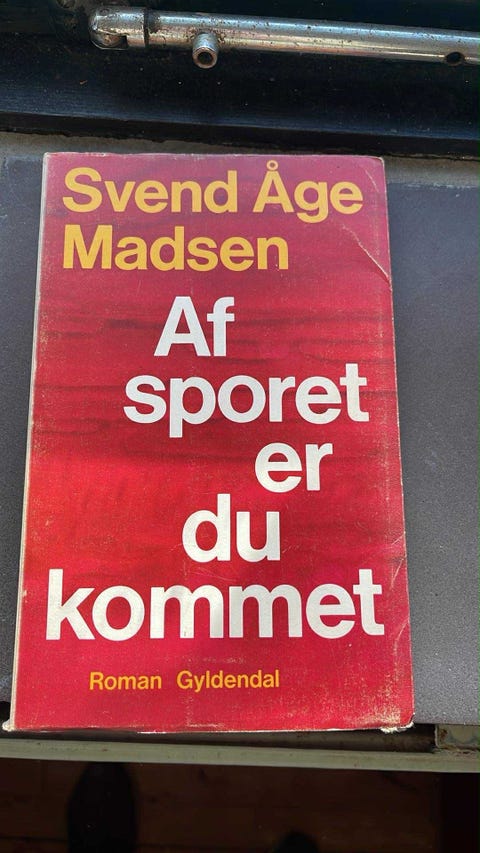 Svend Åge
Madsen
Af
sporet
er
du
kommet
Roman Gyldendal